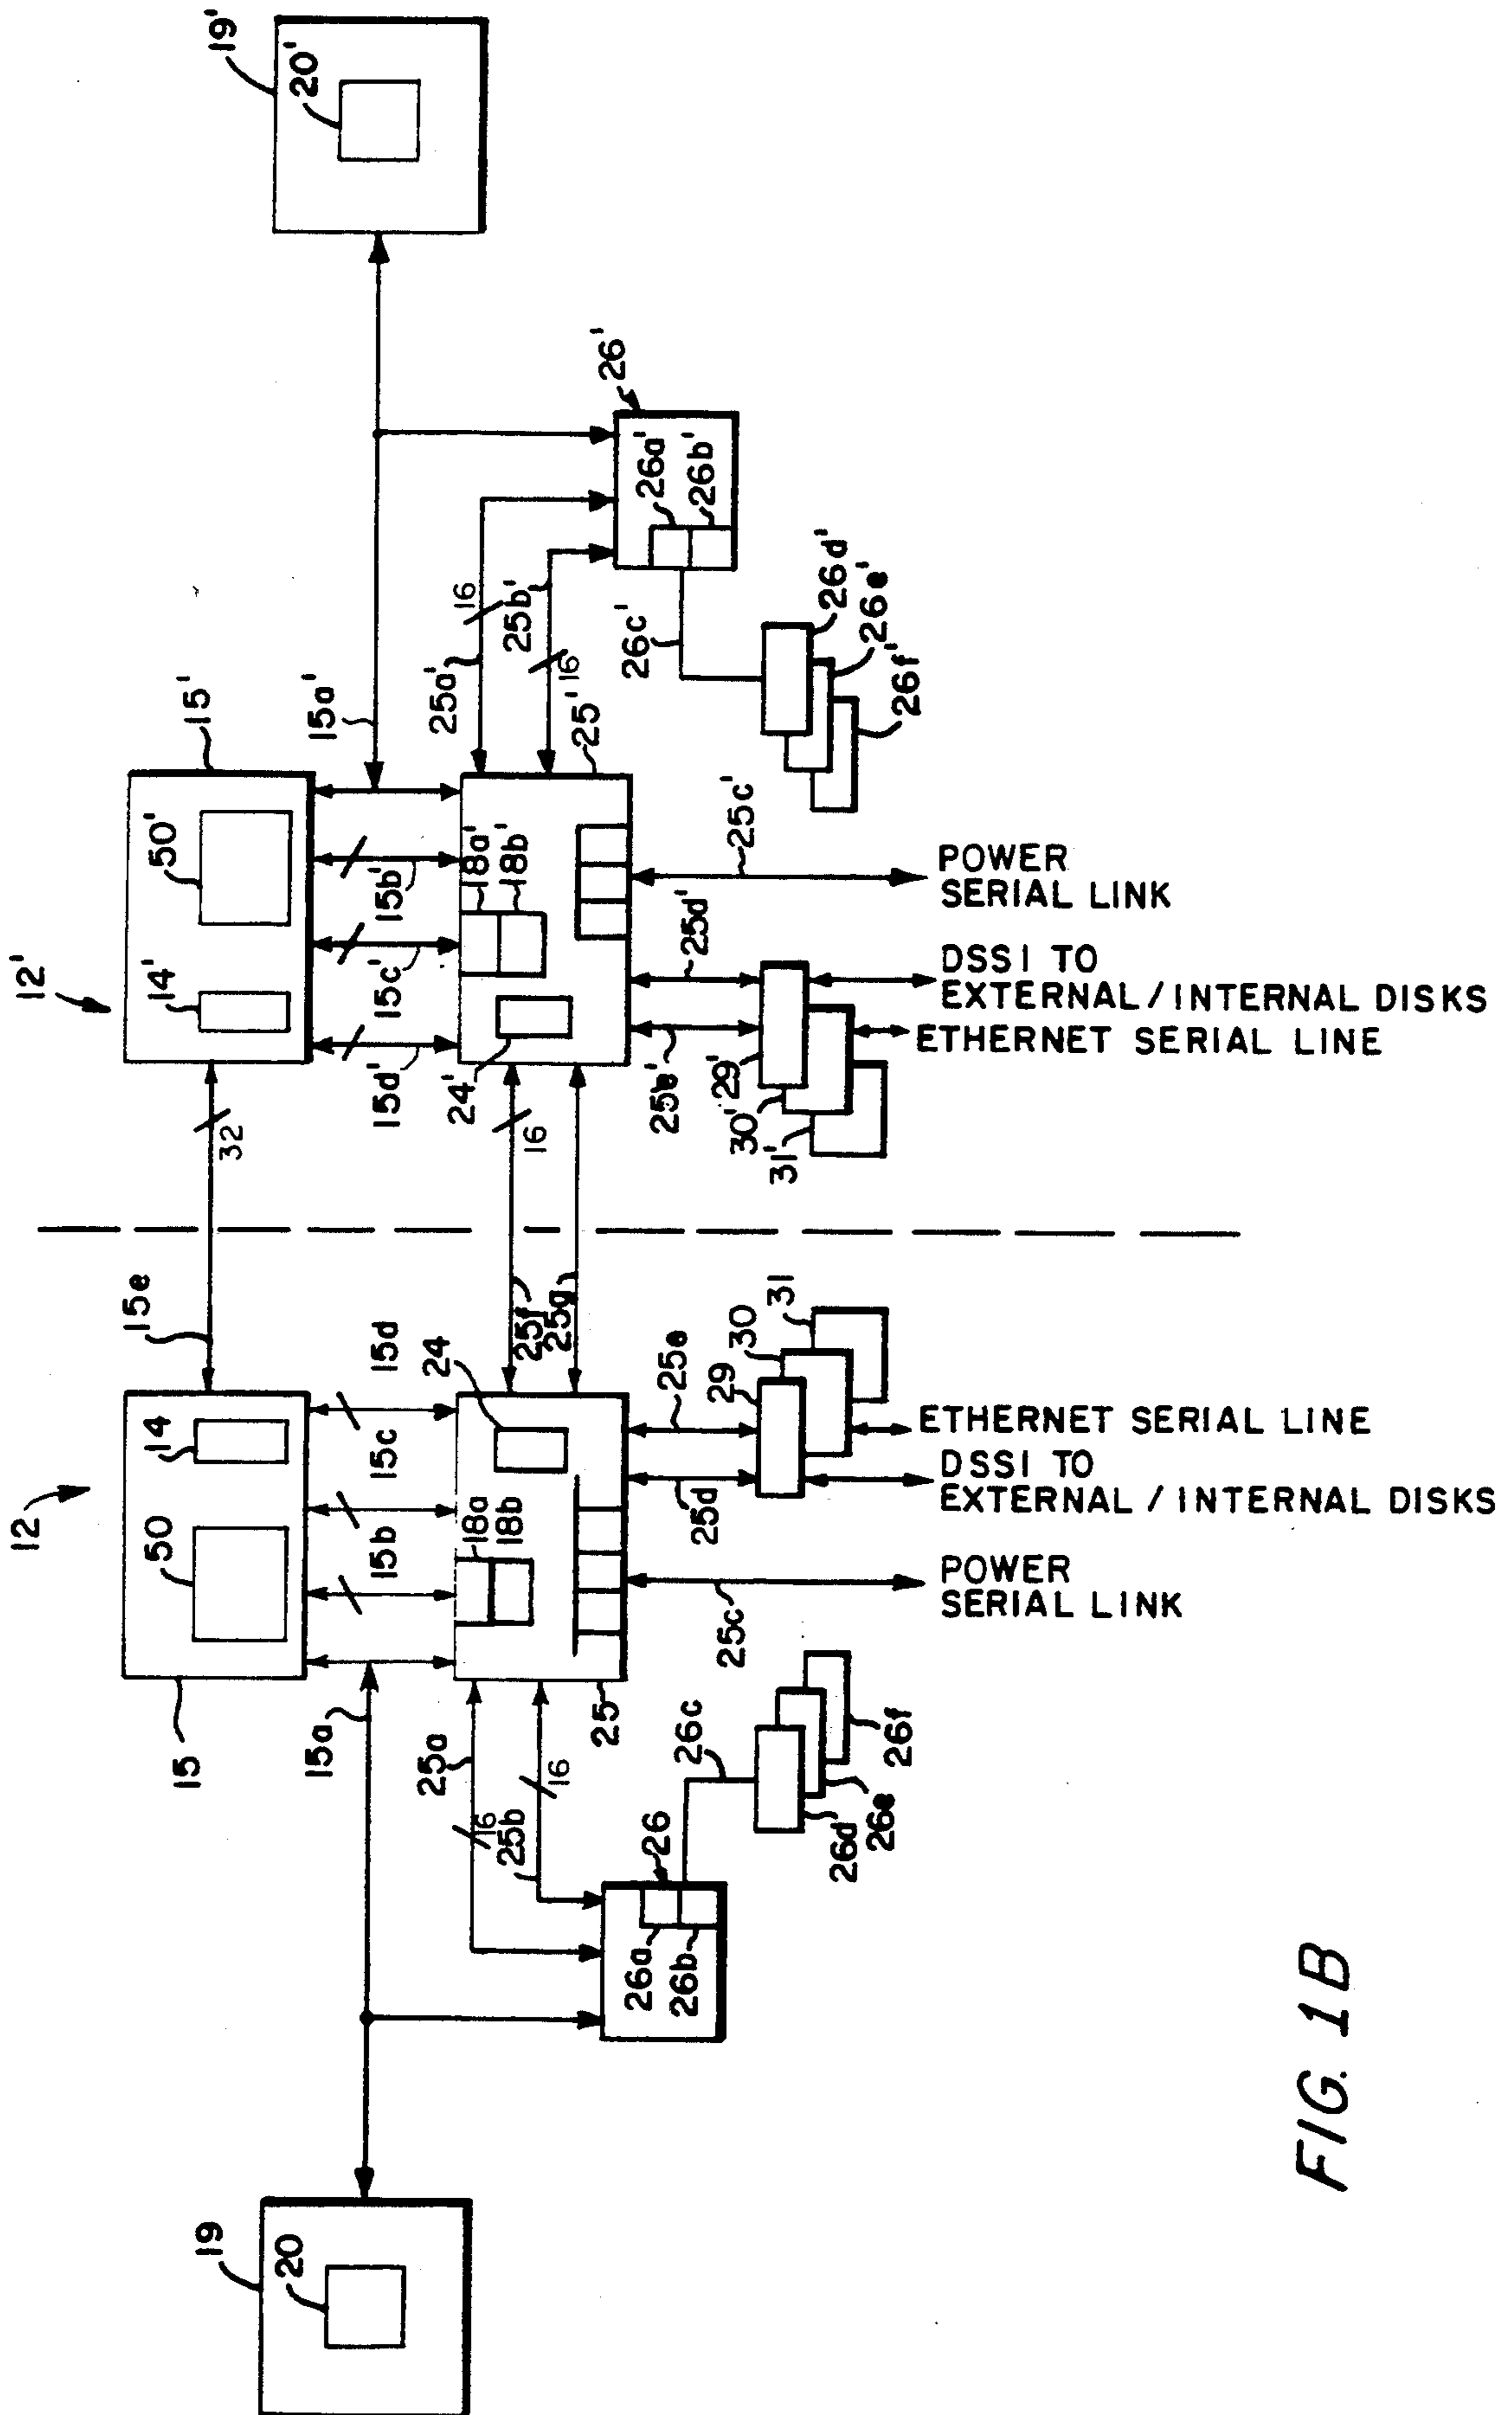 12
12'
15
50
14
15e
32
14'
50'
15'
19
20
15a
15b
15c
15d
15d'
15c'
15b'
15a'
19'
20'
25a
16
25b
16
18a
18b
24
25f
25g
16
24'
18a'
18b'
25a'
16
25b'
16
25
25'
26
26a
26b
26c
26d
26e
26f
25c
25d
25e
29
30
31
31'
30'
29'
25e'
25d'
25c'
26'
26a'
26b'
26c'
26d'
26e'
26f'
POWER
SERIAL LINK
DSSI TO
EXTERNAL / INTERNAL DISKS
ETHERNET SERIAL LINE
ETHERNET SERIAL LINE
DSSI TO
EXTERNAL / INTERNAL DISKS
POWER
SERIAL LINK
FIG. 1B